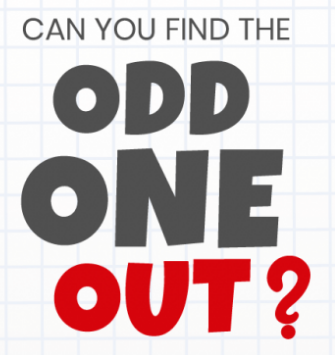 CAN YOU FIND THE
ODD
ONE
OUT?